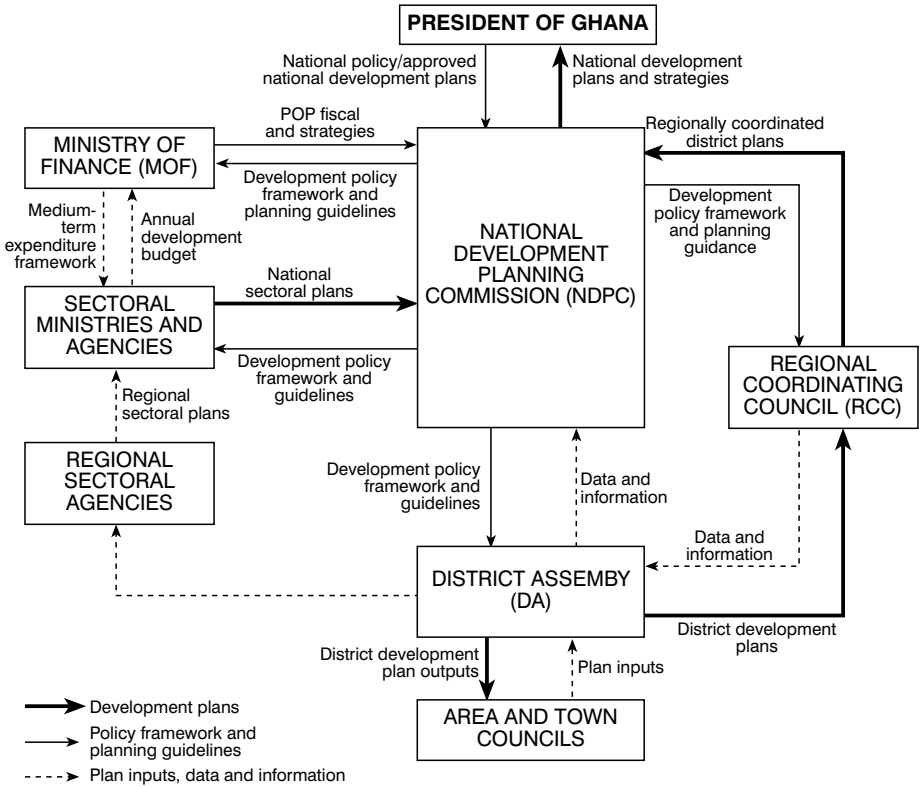 PRESIDENT OF GHANA
National policy/approved
national development plans
National development
plans and strategies
POP fiscal
and strategies
Regionally coordinated
district plans
MINISTRY OF
FINANCE (MOF)
Development policy
framework and
planning guidelines
Development
policy framework
and planning
guidance
Medium-
term
expenditure
framework
Annual
development
budget
NATIONAL
DEVELOPMENT
PLANNING
COMMISSION (NDPC)
National
sectoral plans
SECTORAL
MINISTRIES AND
AGENCIES
Development policy
framework and
guidelines
REGIONAL
COORDINATING
COUNCIL (RCC)
Regional
sectoral plans
REGIONAL
SECTORAL
AGENCIES
Development policy
framework and
guidelines
Data and
information
Data and
information
DISTRICT ASSEMBY
(DA)
District development
plans
District development
plan outputs
Plan inputs
AREA AND TOWN
COUNCILS
Development plans
Policy framework and
planning guidelines
Plan inputs, data and information